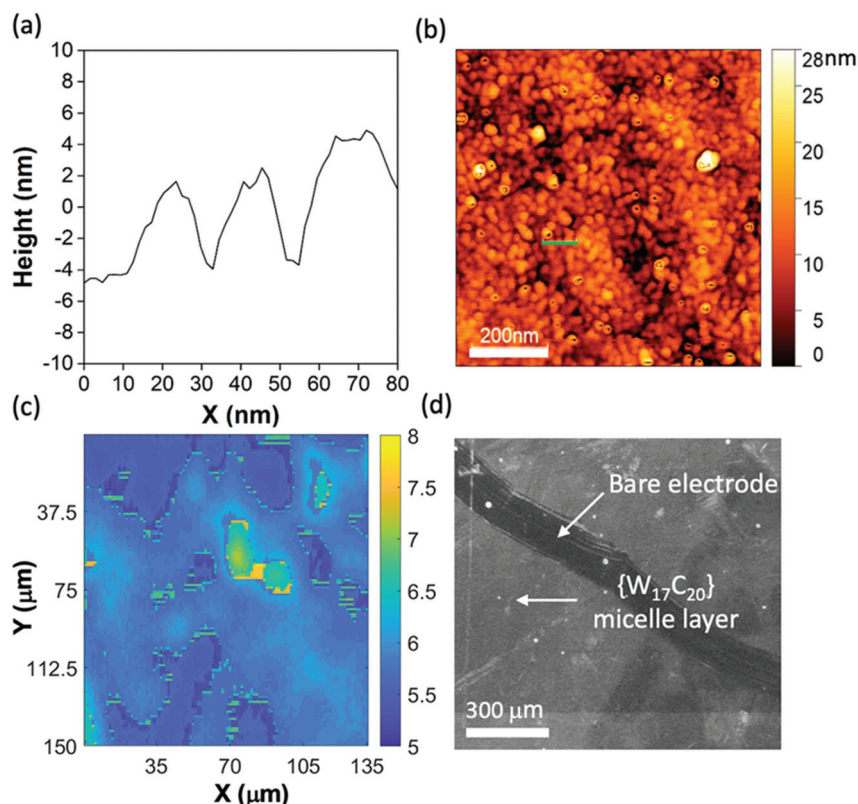 (a)
10
8
6
4
2
0
-2
-4
-6
-8
-10
Height (nm)
0 10 20 30 40 50 60 70 80
X (nm)
(b)
28nm
25
20
15
10
5
0
200nm
(c)
37.5
75
112.5
150
Y (μm)
35 70 105 135
X (μm)
8
7.5
7
6.5
6
5.5
5
(d)
Bare electrode
{W₁₇C₂₀}
micelle layer
300 μm